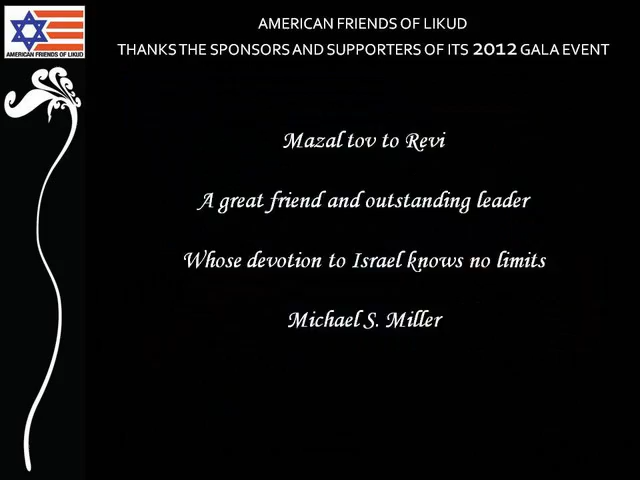 AMERICAN FRIENDS OF LIKUD
AMERICAN FRIENDS OF LIKUD
THANKS THE SPONSORS AND SUPPORTERS OF ITS 2012 GALA EVENT
Mazal tov to Revi
A great friend and outstanding leader
Whose devotion to Israel knows no limits
Michael S. Miller